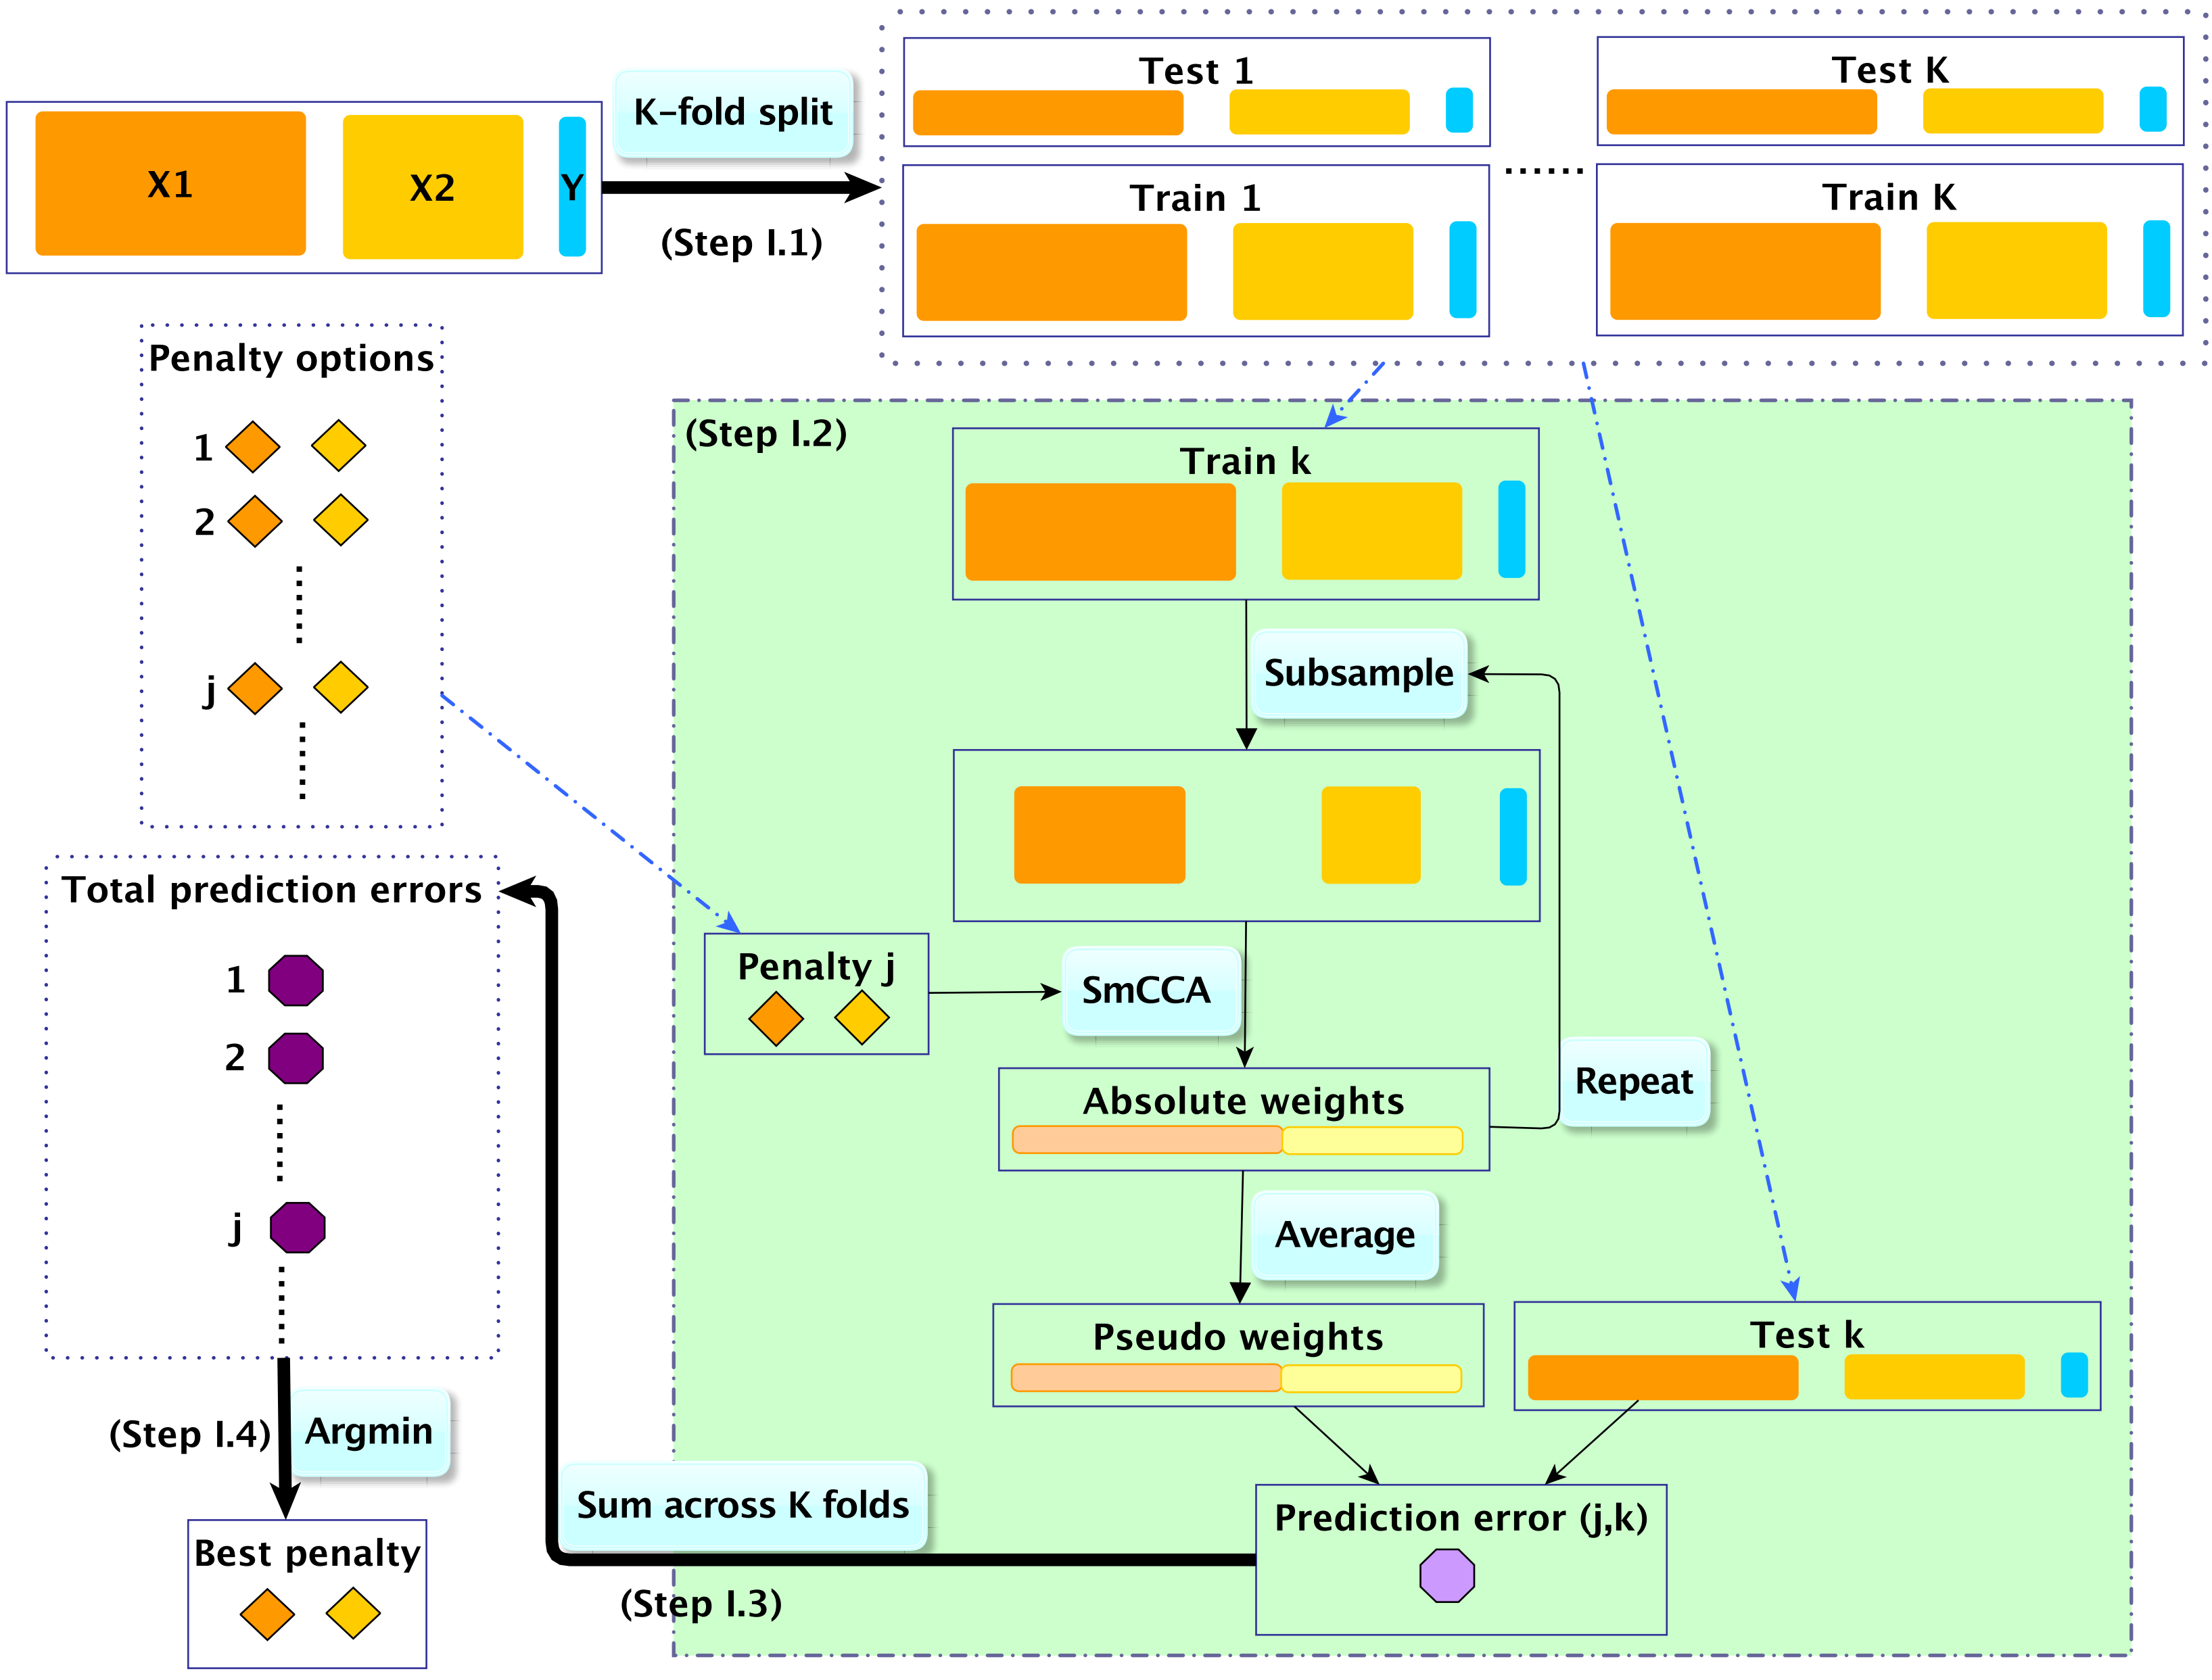 X1
X2
Y
K-fold split
(Step I.1)
Test 1
Train 1
......
Test K
Train K
Penalty options
1
2
j
(Step I.2)
Train k
Subsample
Penalty j
SmCCA
Absolute weights
Repeat
Average
Pseudo weights
Test k
Prediction error (j,k)
Sum across K folds
(Step I.3)
Total prediction errors
1
2
j
(Step I.4)
Argmin
Best penalty